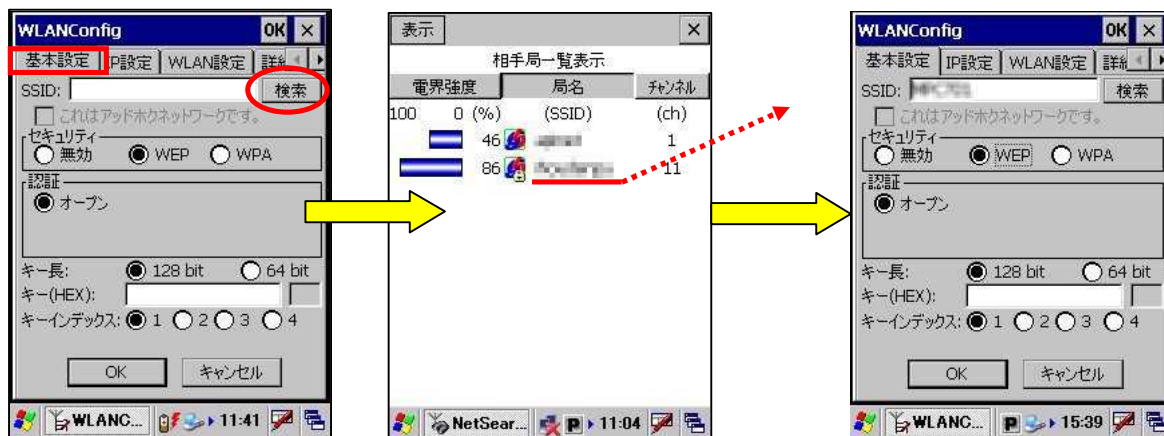 WLANConfig OK ×
基本設定 IP設定 WLAN設定 詳細
SSID: 検索
これはアッドホクネットワークです。
セキュリティ
無効 WEP WPA
認証
オープン
キー長: 128 bit 64 bit
キー(HEX):
キーインデックス: 1 2 3 4
OK キャンセル
WLANC... 11:41
表示 ×
相手局一覧表示
電界強度 局名 チャンネル
100 0 (%) (SSID) (ch)
46 1
86 11
NetSear... P 11:04
WLANConfig OK ×
基本設定 IP設定 WLAN設定 詳細
SSID: 検索
これはアッドホクネットワークです。
セキュリティ
無効 WEP WPA
認証
オープン
キー長: 128 bit 64 bit
キー(HEX):
キーインデックス: 1 2 3 4
OK キャンセル
WLANC... P 15:39